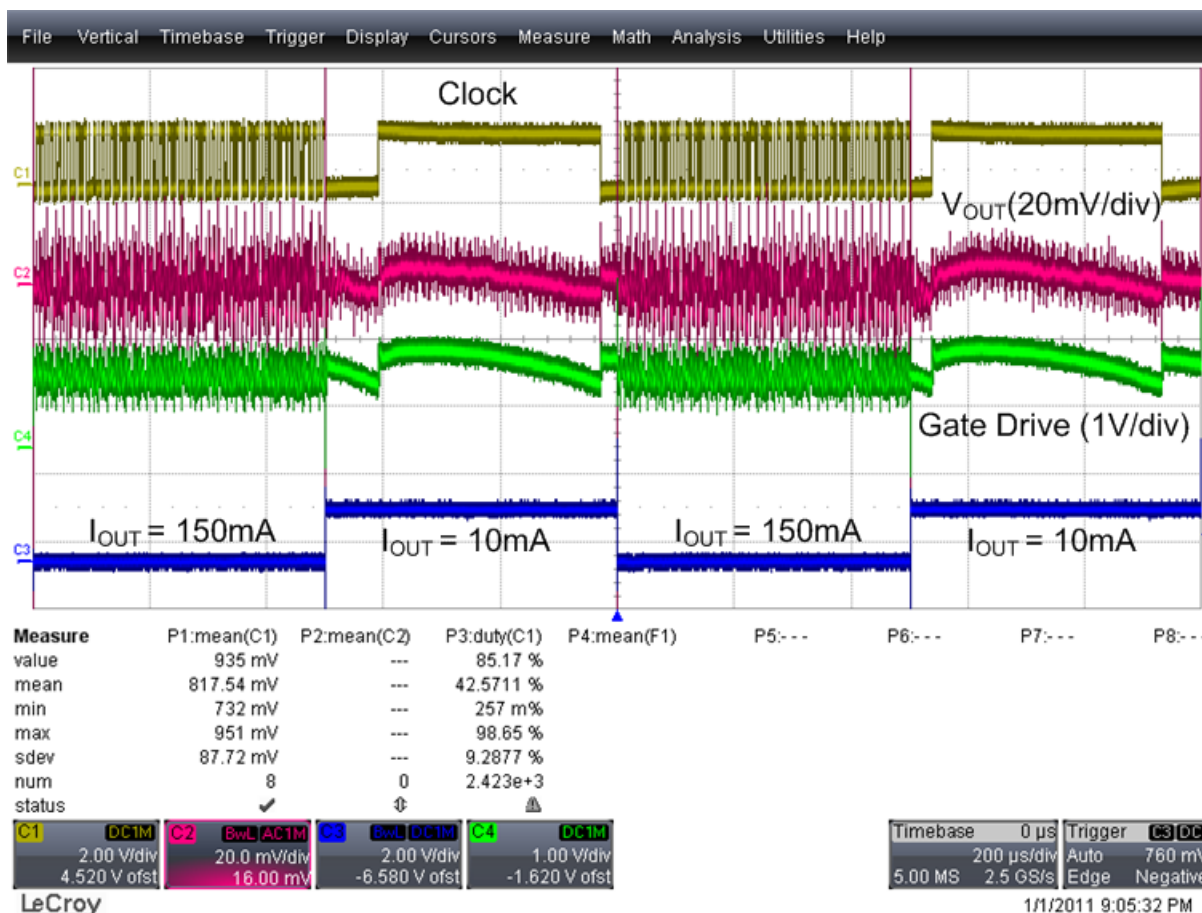 File Vertical Timebase Trigger Display Cursors Measure Math Analysis Utilities Help
Clock
C1
VOUT(20mV/div)
C2
Gate Drive (1V/div)
C4
IOUT = 150mA IOUT = 10mA IOUT = 150mA IOUT = 10mA
C3
Measure P1:mean(C1) P2:mean(C2) P3:duty(C1) P4:mean(F1) P5:- - - P6:- - - P7:- - - P8:- -
value 935 mV --- 85.17 %
mean 817.54 mV --- 42.5711 %
min 732 mV --- 257 m%
max 951 mV --- 98.65 %
sdev 87.72 mV --- 9.2877 %
num 8 0 2.423e+3
status
C1 DC1M C2 BwL AC1M C3 BwL DC1M C4 DC1M Timebase 0 µs Trigger C3 DC
2.00 V/div 20.0 mV/div 2.00 V/div 1.00 V/div 200 µs/div Auto 760 mV
4.520 V ofst 16.00 mV -6.580 V ofst -1.620 V ofst 5.00 MS 2.5 GS/s Edge Negative
LeCroy 1/1/2011 9:05:32 PM